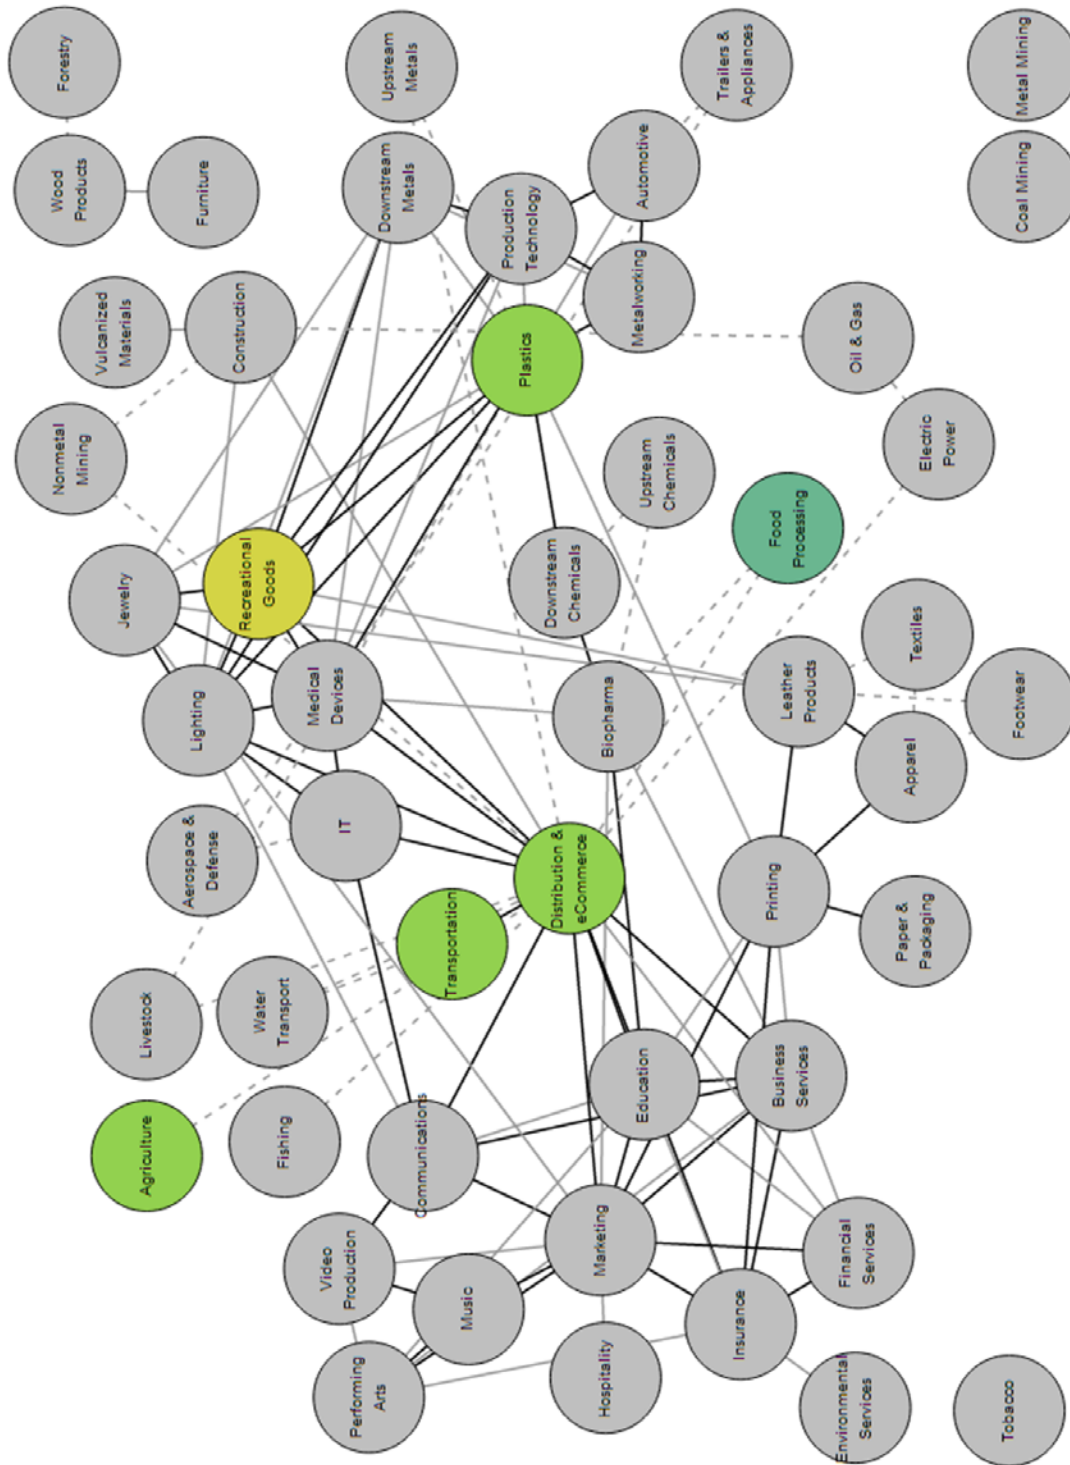 Forestry
Wood
Products
Furniture
Vulcanized
Materials
Construction
Nonmetal
Mining
Upstream
Metals
Downstream
Metals
Production
Technology
Automotive
Trailers &
Appliances
Metalworking
Metal Mining
Coal Mining
Plastics
Oil & Gas
Electric
Power
Upstream
Chemicals
Downstream
Chemicals
Food
Processing
Jewelry
Recreational
Goods
Lighting
Medical
Devices
IT
Aerospace &
Defense
Biopharma
Leather
Products
Textiles
Footwear
Apparel
Printing
Paper &
Packaging
Distribution &
eCommerce
Transportation
Livestock
Water
Transport
Agriculture
Fishing
Communications
Education
Business
Services
Video
Production
Music
Performing
Arts
Marketing
Hospitality
Insurance
Financial
Services
Environmental
Services
Tobacco